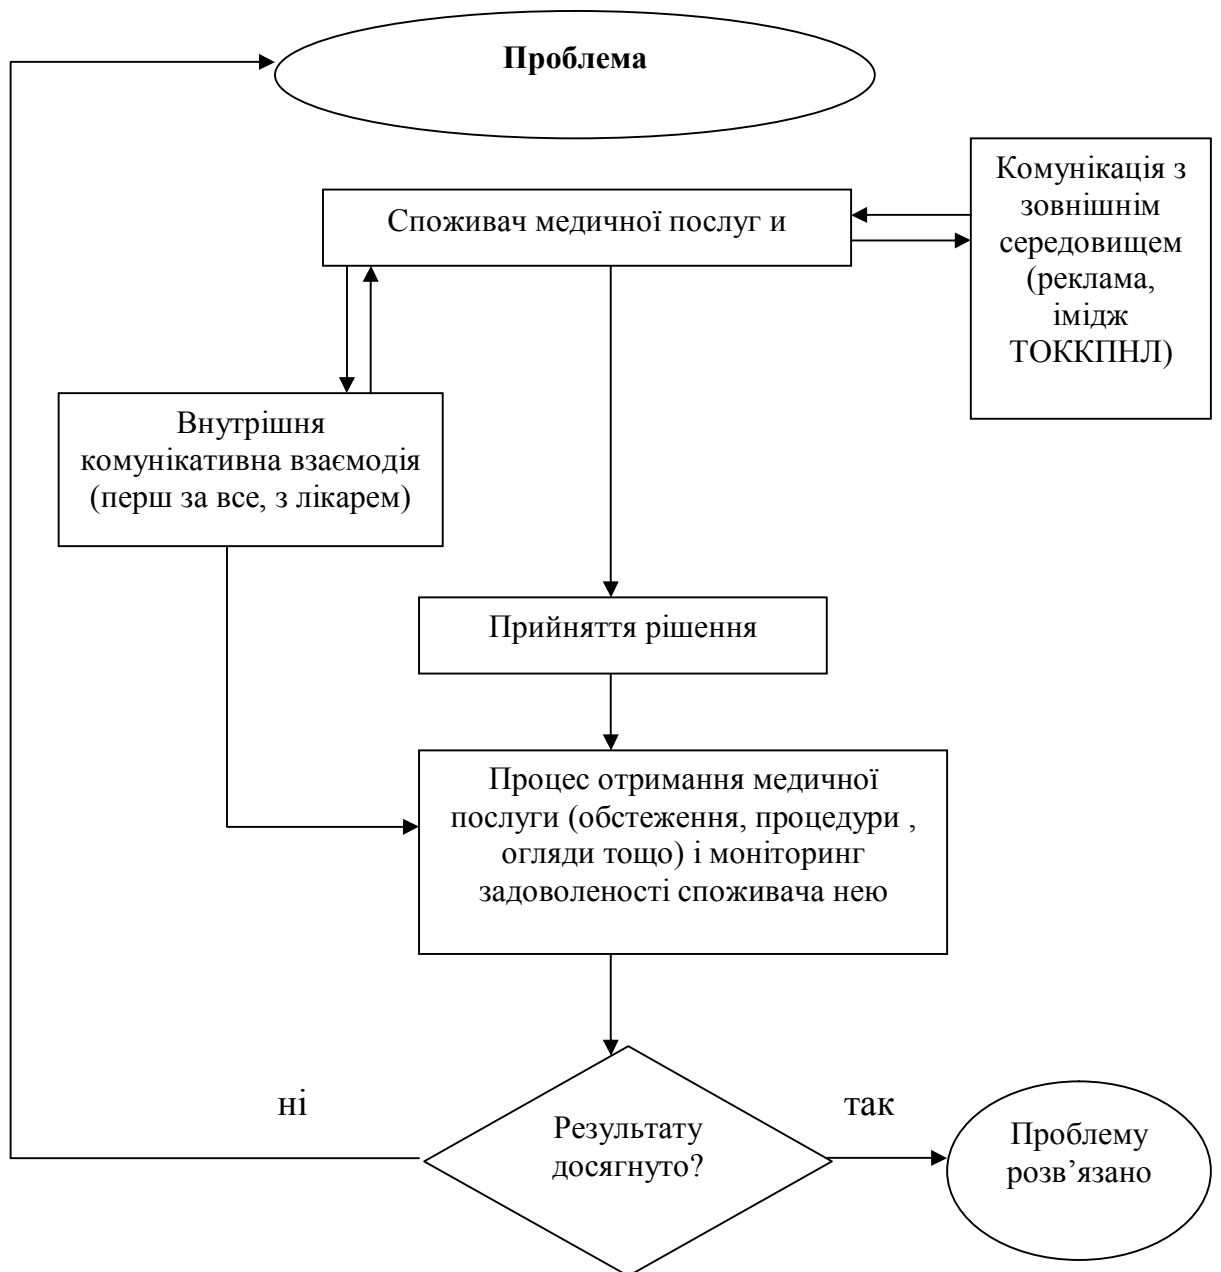 Проблема
Комунікація з
зовнішнім
середовищем
(реклама,
імідж
ТОККПНЛ)
Споживач медичної послуг и
Внутрішня
комунікативна взаємодія
(перш за все, з лікарем)
Прийняття рішення
Процес отримання медичної
послуги (обстеження, процедури ,
огляди тощо) і моніторинг
задоволеності споживача нею
ні
Результату
досягнуто?
так
Проблему
розв’язано